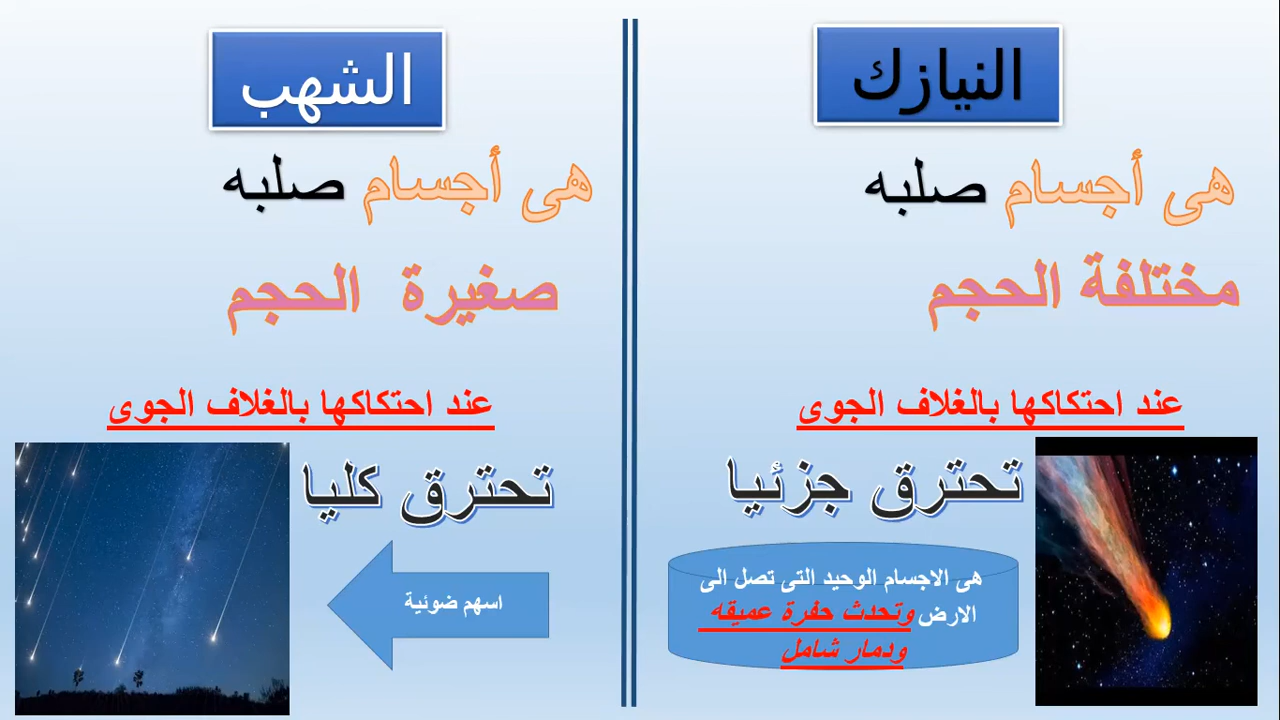 النيازك
هى أجسام صلبه
مختلفة الحجم
عند احتكاكها بالغلاف الجوى
تحترق جزئيا
هى الاجسام الوحيد التى تصل الى
الارض وتحدث حفرة عميقه
ودمار شامل
الشهب
هى أجسام صلبه
صغيرة الحجم
عند احتكاكها بالغلاف الجوى
تحترق كليا
اسهم ضوئية